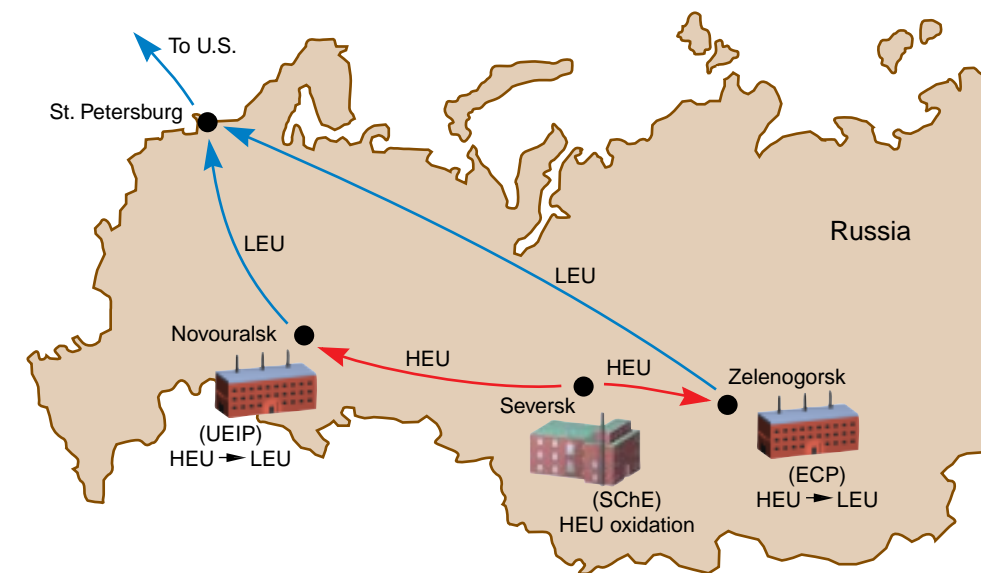 To U.S.
St. Petersburg
Russia
LEU
LEU
Novouralsk
HEU
HEU
Zelenogorsk
Seversk
(UEIP)
HEU → LEU
(SChE)
HEU oxidation
(ECP)
HEU → LEU